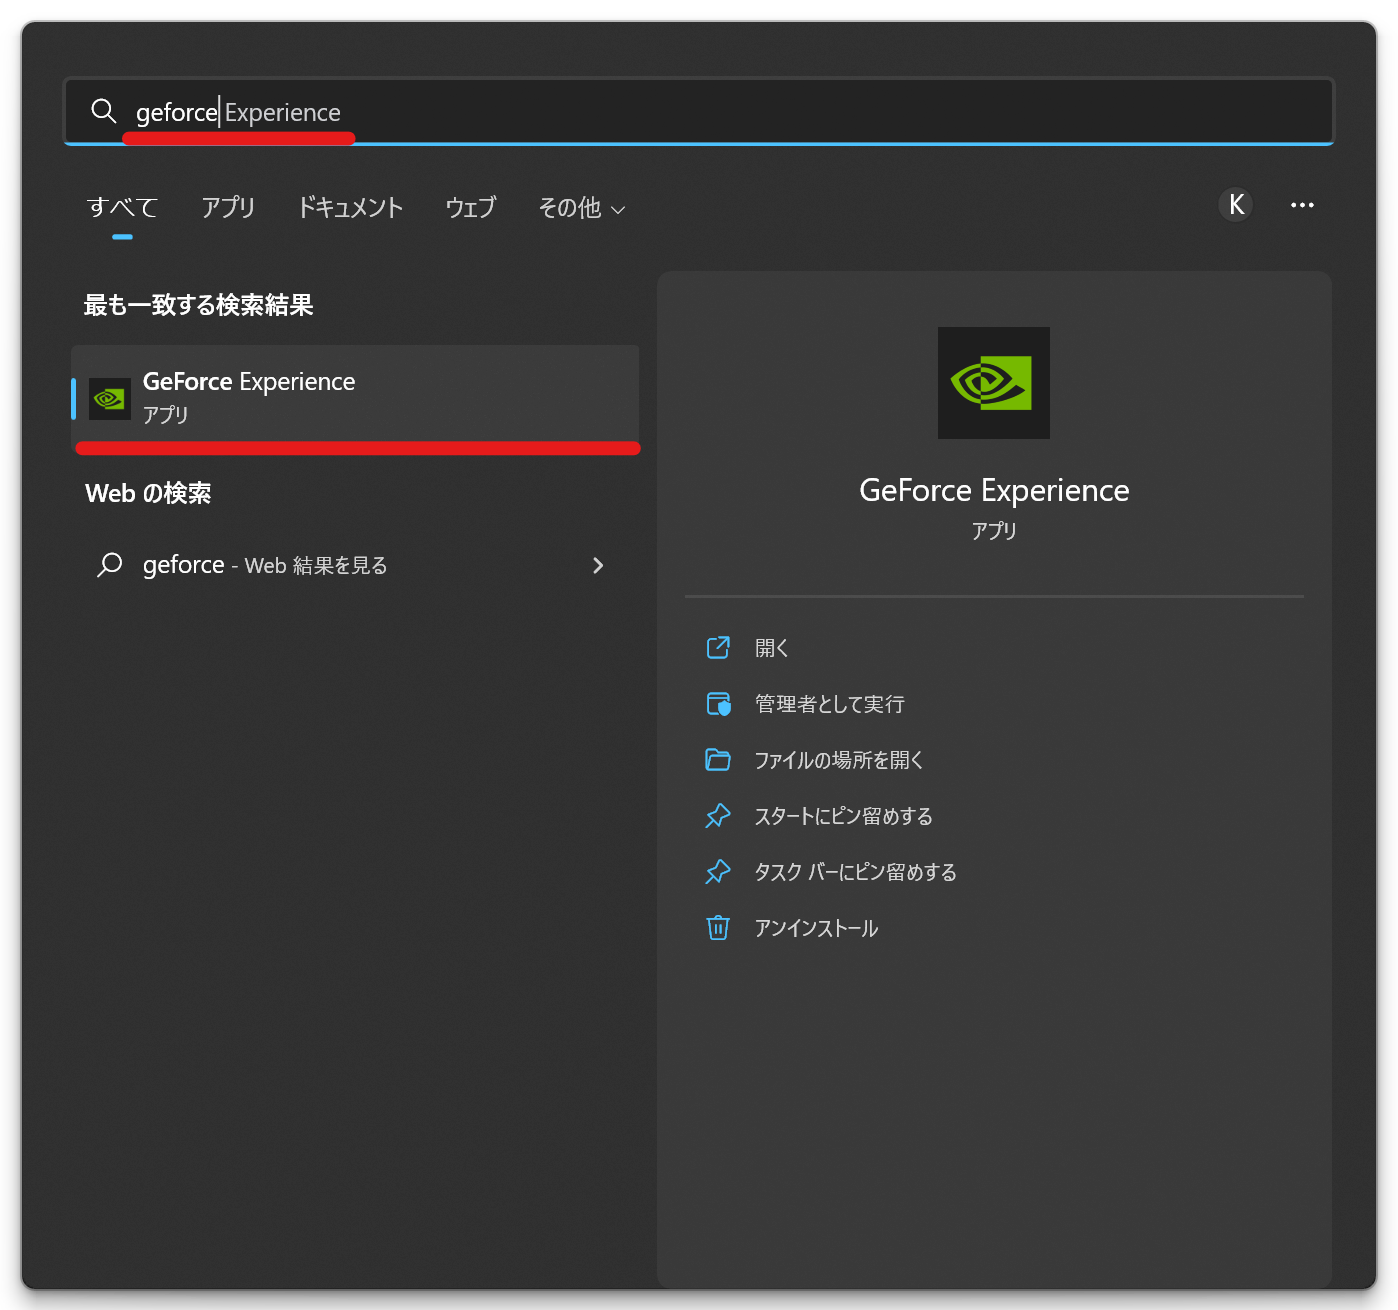 geforce Experience
すべて アプリ ドキュメント ウェブ その他
K
最も一致する検索結果
GeForce Experience
アプリ
Web の検索
geforce - Web 結果を見る
GeForce Experience
アプリ
開く
管理者として実行
ファイルの場所を開く
スタートにピン留めする
タスク バーにピン留めする
アンインストール